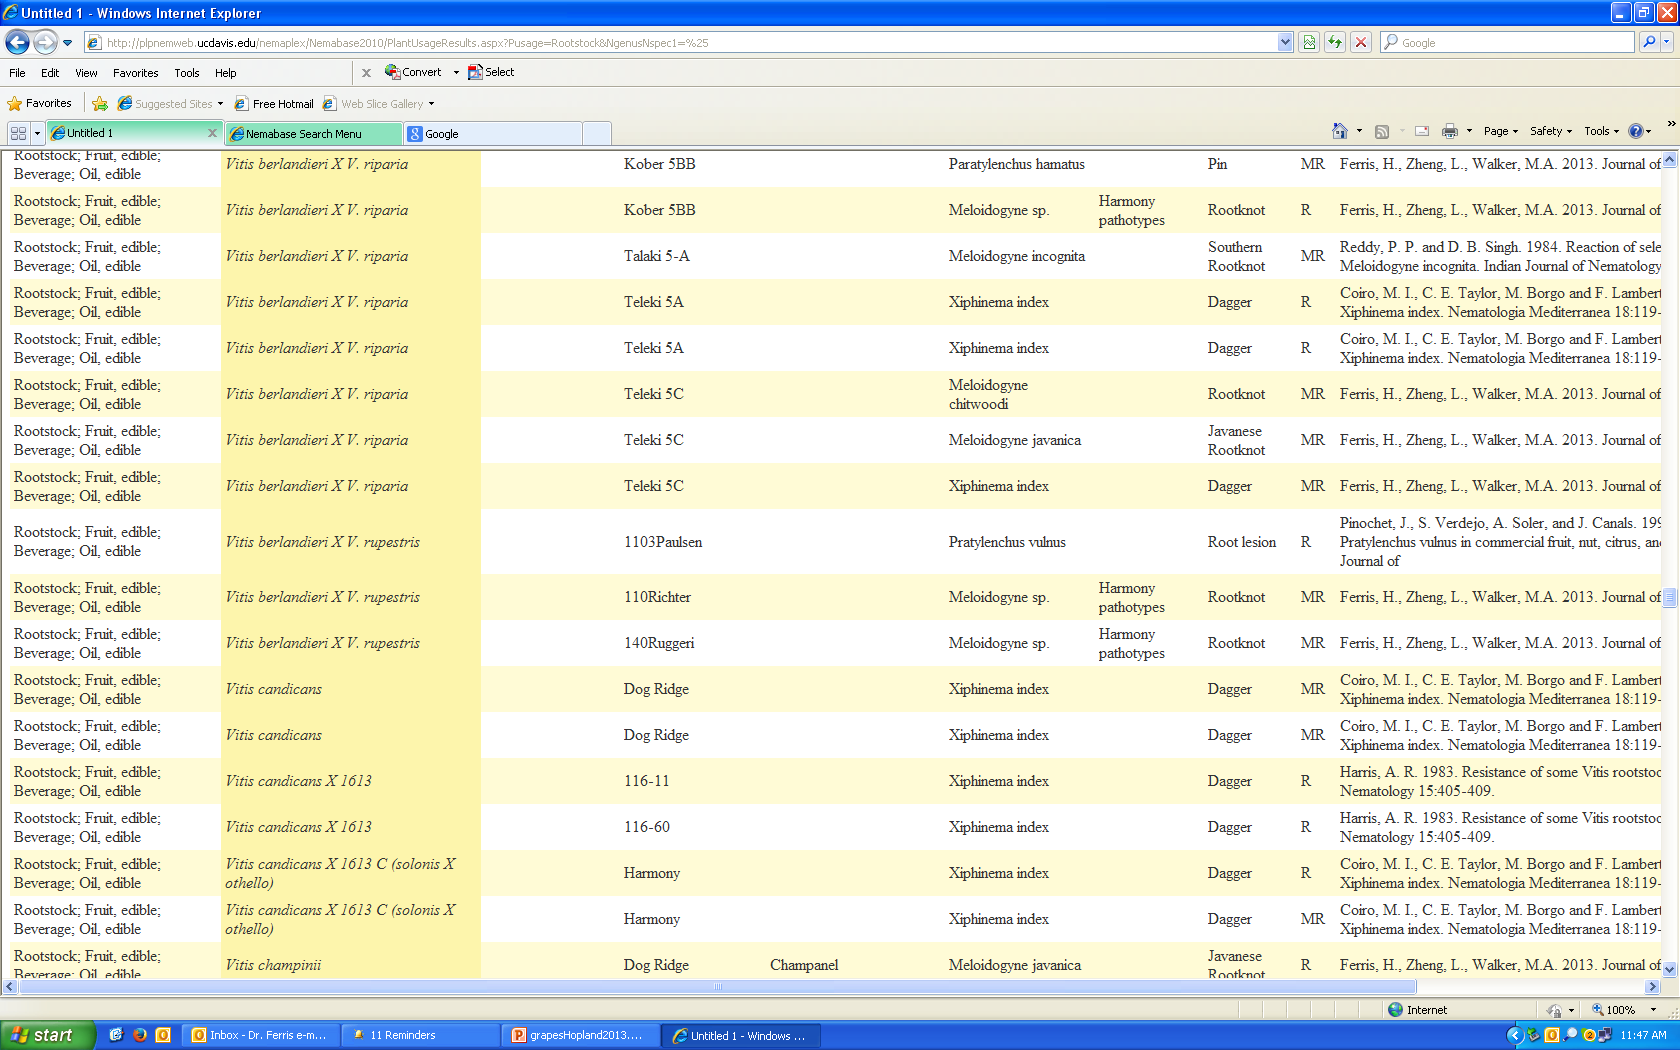 Untitled 1 - Windows Internet Explorer
http://plpnemweb.ucdavis.edu/nemaplex/Nemabase2010/PlantUsageResults.aspx?Pusage=Rootstock&NgenusNspec1=%25
Google
File Edit View Favorites Tools Help
x Convert Select
Favorites Suggested Sites Free Hotmail Web Slice Gallery
Untitled 1 Nemabase Search Menu Google
Page Safety Tools
Rootstock; Fruit, edible; Beverage; Oil, edible Vitis berlandieri X V. riparia Kober 5BB Paratylenchus hamatus Pin MR Ferris, H., Zheng, L., Walker, M.A. 2013. Journal of
Rootstock; Fruit, edible; Beverage; Oil, edible Vitis berlandieri X V. riparia Kober 5BB Meloidogyne sp. Harmony pathotypes Rootknot R Ferris, H., Zheng, L., Walker, M.A. 2013. Journal of
Rootstock; Fruit, edible; Beverage; Oil, edible Vitis berlandieri X V. riparia Talaki 5-A Meloidogyne incognita Southern Rootknot MR Reddy, P. P. and D. B. Singh. 1984. Reaction of sele Meloidogyne incognita. Indian Journal of Nematology
Rootstock; Fruit, edible; Beverage; Oil, edible Vitis berlandieri X V. riparia Teleki 5A Xiphinema index Dagger R Coiro, M. I., C. E. Taylor, M. Borgo and F. Lambert Xiphinema index. Nematologia Mediterranea 18:119-
Rootstock; Fruit, edible; Beverage; Oil, edible Vitis berlandieri X V. riparia Teleki 5A Xiphinema index Dagger R Coiro, M. I., C. E. Taylor, M. Borgo and F. Lambert Xiphinema index. Nematologia Mediterranea 18:119-
Rootstock; Fruit, edible; Beverage; Oil, edible Vitis berlandieri X V. riparia Teleki 5C Meloidogyne chitwoodi Rootknot MR Ferris, H., Zheng, L., Walker, M.A. 2013. Journal of
Rootstock; Fruit, edible; Beverage; Oil, edible Vitis berlandieri X V. riparia Teleki 5C Meloidogyne javanica Javanese Rootknot MR Ferris, H., Zheng, L., Walker, M.A. 2013. Journal of
Rootstock; Fruit, edible; Beverage; Oil, edible Vitis berlandieri X V. riparia Teleki 5C Xiphinema index Dagger MR Ferris, H., Zheng, L., Walker, M.A. 2013. Journal of
Rootstock; Fruit, edible; Beverage; Oil, edible Vitis berlandieri X V. rupestris 1103Paulsen Pratylenchus vulnus Root lesion R Pinochet, J., S. Verdejo, A. Soler, and J. Canals. 199 Pratylenchus vulnus in commercial fruit, nut, citrus, an Journal of
Rootstock; Fruit, edible; Beverage; Oil, edible Vitis berlandieri X V. rupestris 110Richter Meloidogyne sp. Harmony pathotypes Rootknot MR Ferris, H., Zheng, L., Walker, M.A. 2013. Journal of
Rootstock; Fruit, edible; Beverage; Oil, edible Vitis berlandieri X V. rupestris 140Ruggeri Meloidogyne sp. Harmony pathotypes Rootknot MR Ferris, H., Zheng, L., Walker, M.A. 2013. Journal of
Rootstock; Fruit, edible; Beverage; Oil, edible Vitis candicans Dog Ridge Xiphinema index Dagger MR Coiro, M. I., C. E. Taylor, M. Borgo and F. Lambert Xiphinema index. Nematologia Mediterranea 18:119-
Rootstock; Fruit, edible; Beverage; Oil, edible Vitis candicans Dog Ridge Xiphinema index Dagger MR Coiro, M. I., C. E. Taylor, M. Borgo and F. Lambert Xiphinema index. Nematologia Mediterranea 18:119-
Rootstock; Fruit, edible; Beverage; Oil, edible Vitis candicans X 1613 116-11 Xiphinema index Dagger R Harris, A. R. 1983. Resistance of some Vitis rootstoc Nematology 15:405-409.
Rootstock; Fruit, edible; Beverage; Oil, edible Vitis candicans X 1613 116-60 Xiphinema index Dagger R Harris, A. R. 1983. Resistance of some Vitis rootstoc Nematology 15:405-409.
Rootstock; Fruit, edible; Beverage; Oil, edible Vitis candicans X 1613 C (solonis X othello) Harmony Xiphinema index Dagger R Coiro, M. I., C. E. Taylor, M. Borgo and F. Lambert Xiphinema index. Nematologia Mediterranea 18:119-
Rootstock; Fruit, edible; Beverage; Oil, edible Vitis candicans X 1613 C (solonis X othello) Harmony Xiphinema index Dagger MR Coiro, M. I., C. E. Taylor, M. Borgo and F. Lambert Xiphinema index. Nematologia Mediterranea 18:119-
Rootstock; Fruit, edible; Beverage; Oil, edible Vitis champinii Dog Ridge Champanel Meloidogyne javanica Javanese Rootknot R Ferris, H., Zheng, L., Walker, M.A. 2013. Journal of
Internet 100%
start Inbox - Dr. Ferris e-m... 11 Reminders grapesHopland2013.... Untitled 1 - Windows ... 11:47 AM